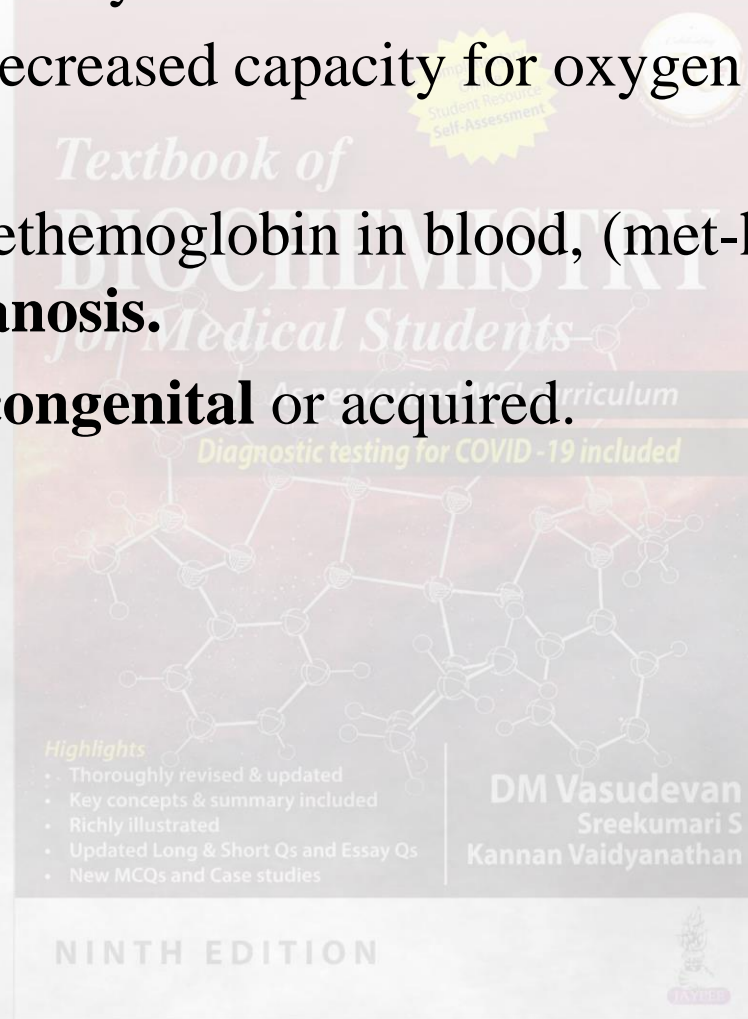 ecreased capacity for oxygen
Student Resource
Self-Assessment
Textbook of
ethemoglobin in blood, (met-
BIOCHEMISTRY
anosis.
for Medical Students
As per revised MCI curriculum
ongenital or acquired.
Diagnostic testing for COVID -19 included
Highlights
• Thoroughly revised & updated
• Key concepts & summary included
• Richly illustrated
• Updated Long & Short Qs and Essay Qs
• New MCQs and Case studies
DM Vasudevan
Sreekumari S
Kannan Vaidyanathan
NINTH EDITION
JAYPEE